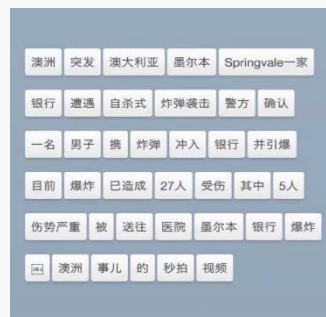 澳洲 突发 澳大利亚 墨尔本 Springvale一家
银行 遭遇 自杀式 炸弹袭击 警方 确认
一名 男子 携 炸弹 冲入 银行 并引爆
目前 爆炸 已造成 27人 受伤 其中 5人
伤势严重 被 送往 医院 墨尔本 银行 爆炸
OBJ 澳洲 事儿 的 秒拍 视频